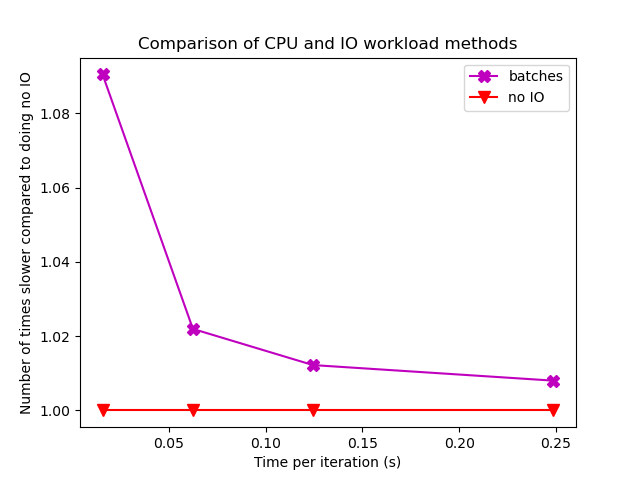 Comparison of CPU and IO workload methods
batches
no IO
Number of times slower compared to doing no IO
1.08
1.06
1.04
1.02
1.00
0.05
0.10
0.15
0.20
0.25
Time per iteration (s)